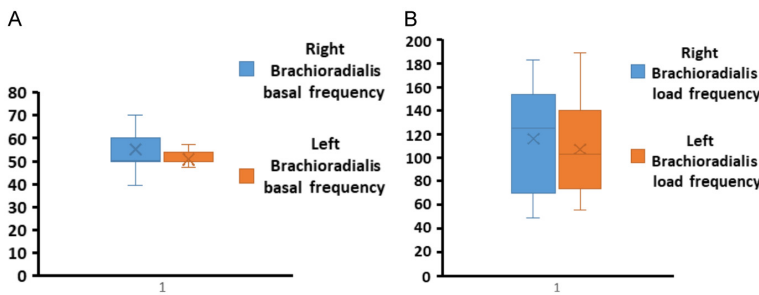 A
Right
Brachioradialis
basal frequency
Left
Brachioradialis
basal frequency
80
70
60
50
40
30
20
10
0
1
B
Right
Brachioradialis
load frequency
Left
Brachioradialis
load frequency
200
180
160
140
120
100
80
60
40
20
0
1